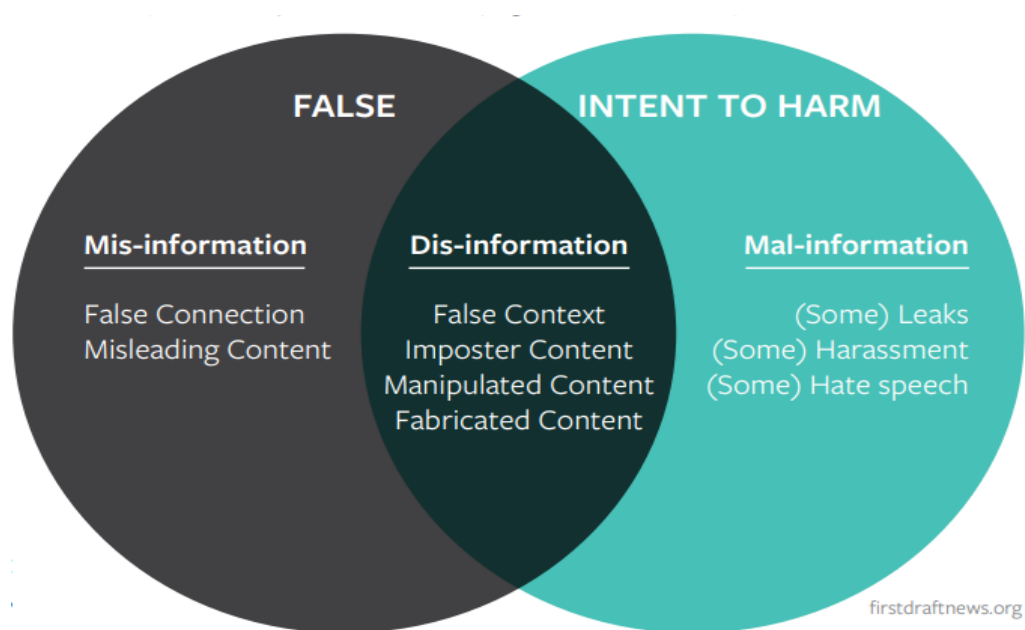 FALSE
INTENT TO HARM
Mis-information
False Connection
Misleading Content
Dis-information
False Context
Imposter Content
Manipulated Content
Fabricated Content
Mal-information
(Some) Leaks
(Some) Harassment
(Some) Hate speech
firstdraftnews.org